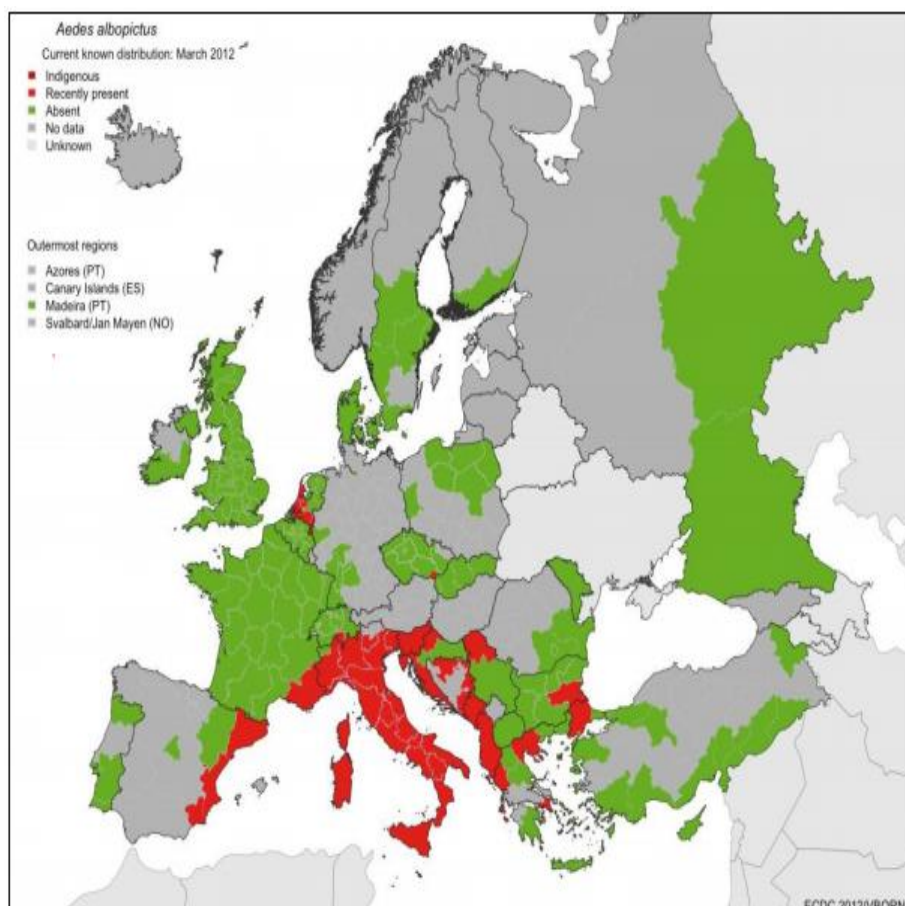 Aedes albopictus
Current known distribution: March 2012
Indigenous
Recently present
Absent
No data
Unknown
Outermost regions
Azores (PT)
Canary Islands (ES)
Madeira (PT)
Svalbard/Jan Mayen (NO)
ECDC